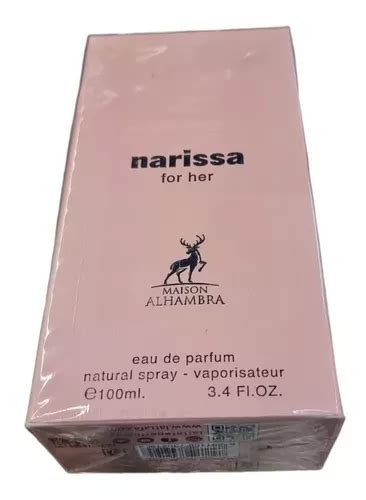 narissa
for her
MAISON
ALHAMBRA
eau de parfum
natural spray - vaporisateur
℮100ml. 3.4 Fl.OZ.